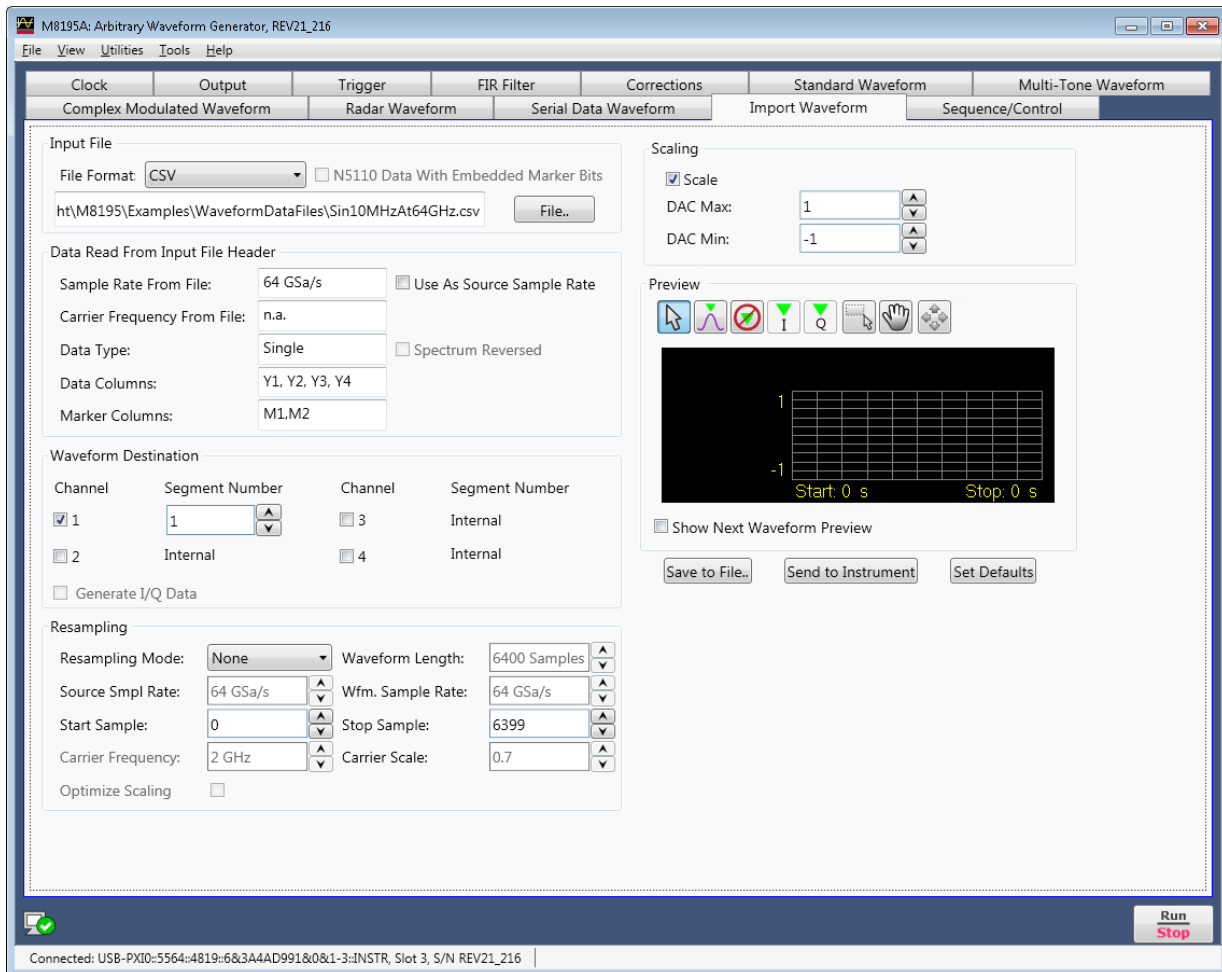 M8195A: Arbitrary Waveform Generator, REV21_216
File View Utilities Tools Help
Clock Output Trigger FIR Filter Corrections Standard Waveform Multi-Tone Waveform
Complex Modulated Waveform Radar Waveform Serial Data Waveform Import Waveform Sequence/Control
Input File
File Format: CSV N5110 Data With Embedded Marker Bits
ht\M8195\Examples\WaveformDataFiles\Sin10MHzAt64GHz.csv File..
Data Read From Input File Header
Sample Rate From File: 64 GSa/s Use As Source Sample Rate
Carrier Frequency From File: n.a.
Data Type: Single Spectrum Reversed
Data Columns: Y1, Y2, Y3, Y4
Marker Columns: M1,M2
Waveform Destination
Channel Segment Number Channel Segment Number
1 1 3 Internal
2 Internal 4 Internal
Generate I/Q Data
Resampling
Resampling Mode: None Waveform Length: 6400 Samples
Source Smpl Rate: 64 GSa/s Wfm. Sample Rate: 64 GSa/s
Start Sample: 0 Stop Sample: 6399
Carrier Frequency: 2 GHz Carrier Scale: 0.7
Optimize Scaling
Scaling
Scale
DAC Max: 1
DAC Min: -1
Preview
I Q
1
-1
Start: 0 s Stop: 0 s
Show Next Waveform Preview
Save to File.. Send to Instrument Set Defaults
Run
Stop
Connected: USB-PXI0::5564::4819::6&3A4AD991&0&1-3::INSTR, Slot 3, S/N REV21_216